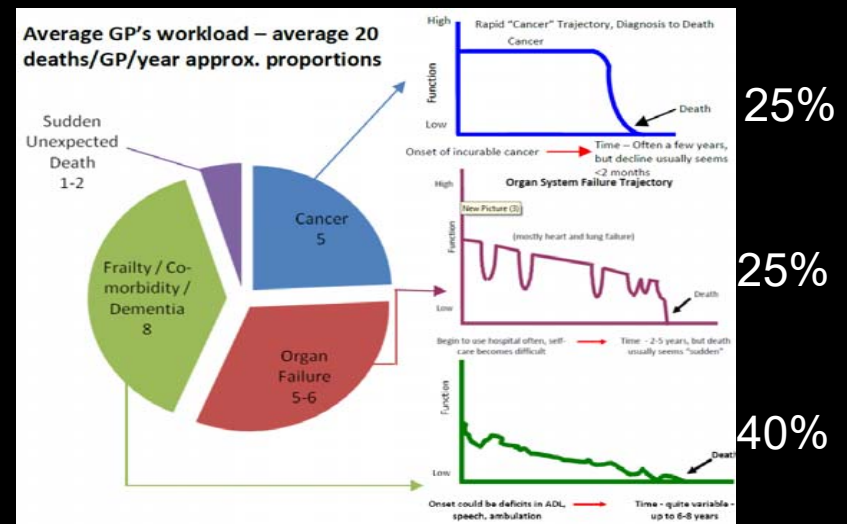 Average GP's workload – average 20
deaths/GP/year approx. proportions
Sudden
Unexpected
Death
1-2
Cancer
5
Frailty / Co-
morbidity /
Dementia
8
Organ
Failure
5-6
High
Rapid "Cancer" Trajectory, Diagnosis to Death
Cancer
Function
Death
Low
Onset of incurable cancer
Time – Often a few years,
but decline usually seems
<2 months
25%
High
Organ System Failure Trajectory
New Picture (3)
(mostly heart and lung failure)
Function
Death
Low
Begin to use hospital often, self-
care becomes difficult
Time - 2-5 years, but death
usually seems "sudden"
25%
Function
Death
Low
Onset could be deficits in ADL,
speech, ambulation
Time - quite variable -
up to 6-8 years
40%